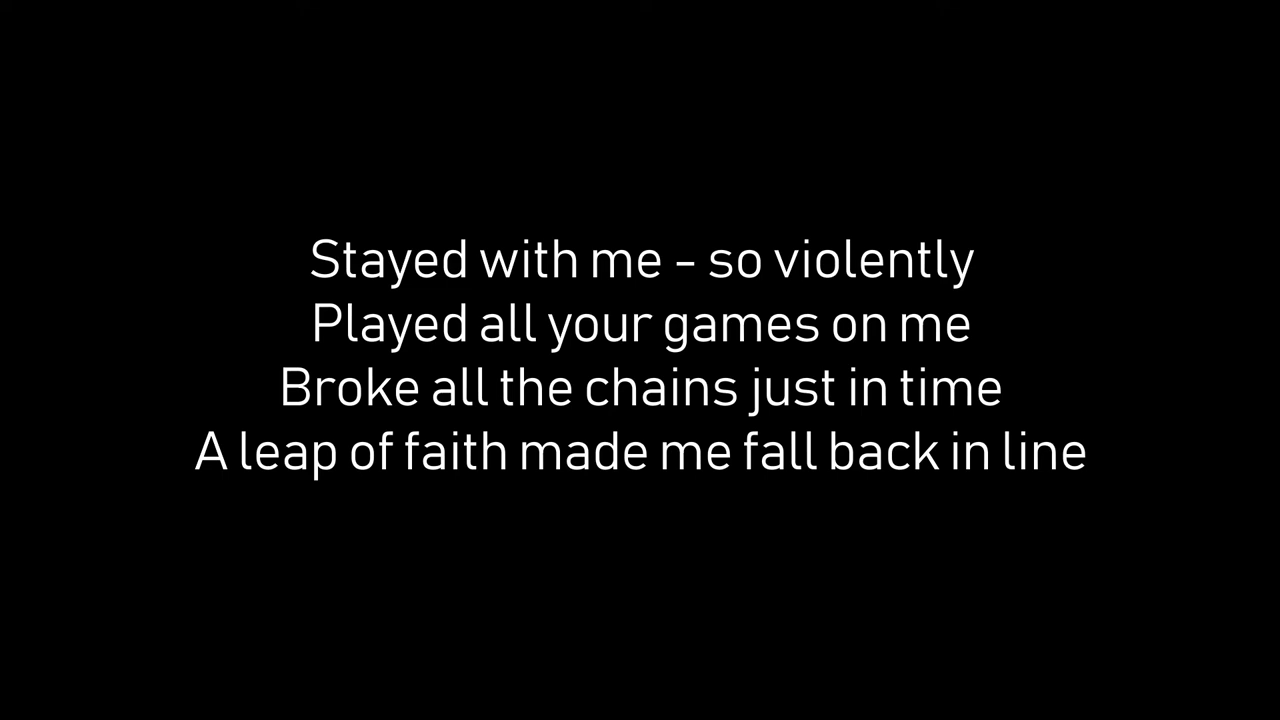 Stayed with me - so violently
Played all your games on me
Broke all the chains just in time
A leap of faith made me fall back in line